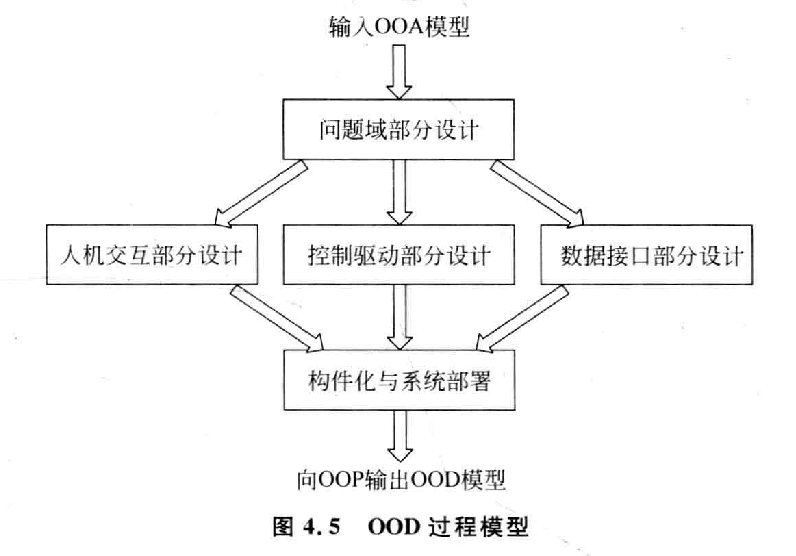 输入OOA模型
问题域部分设计
人机交互部分设计
控制驱动部分设计
数据接口部分设计
构件化与系统部署
向OOP输出OOD模型
图 4.5 OOD 过程模型